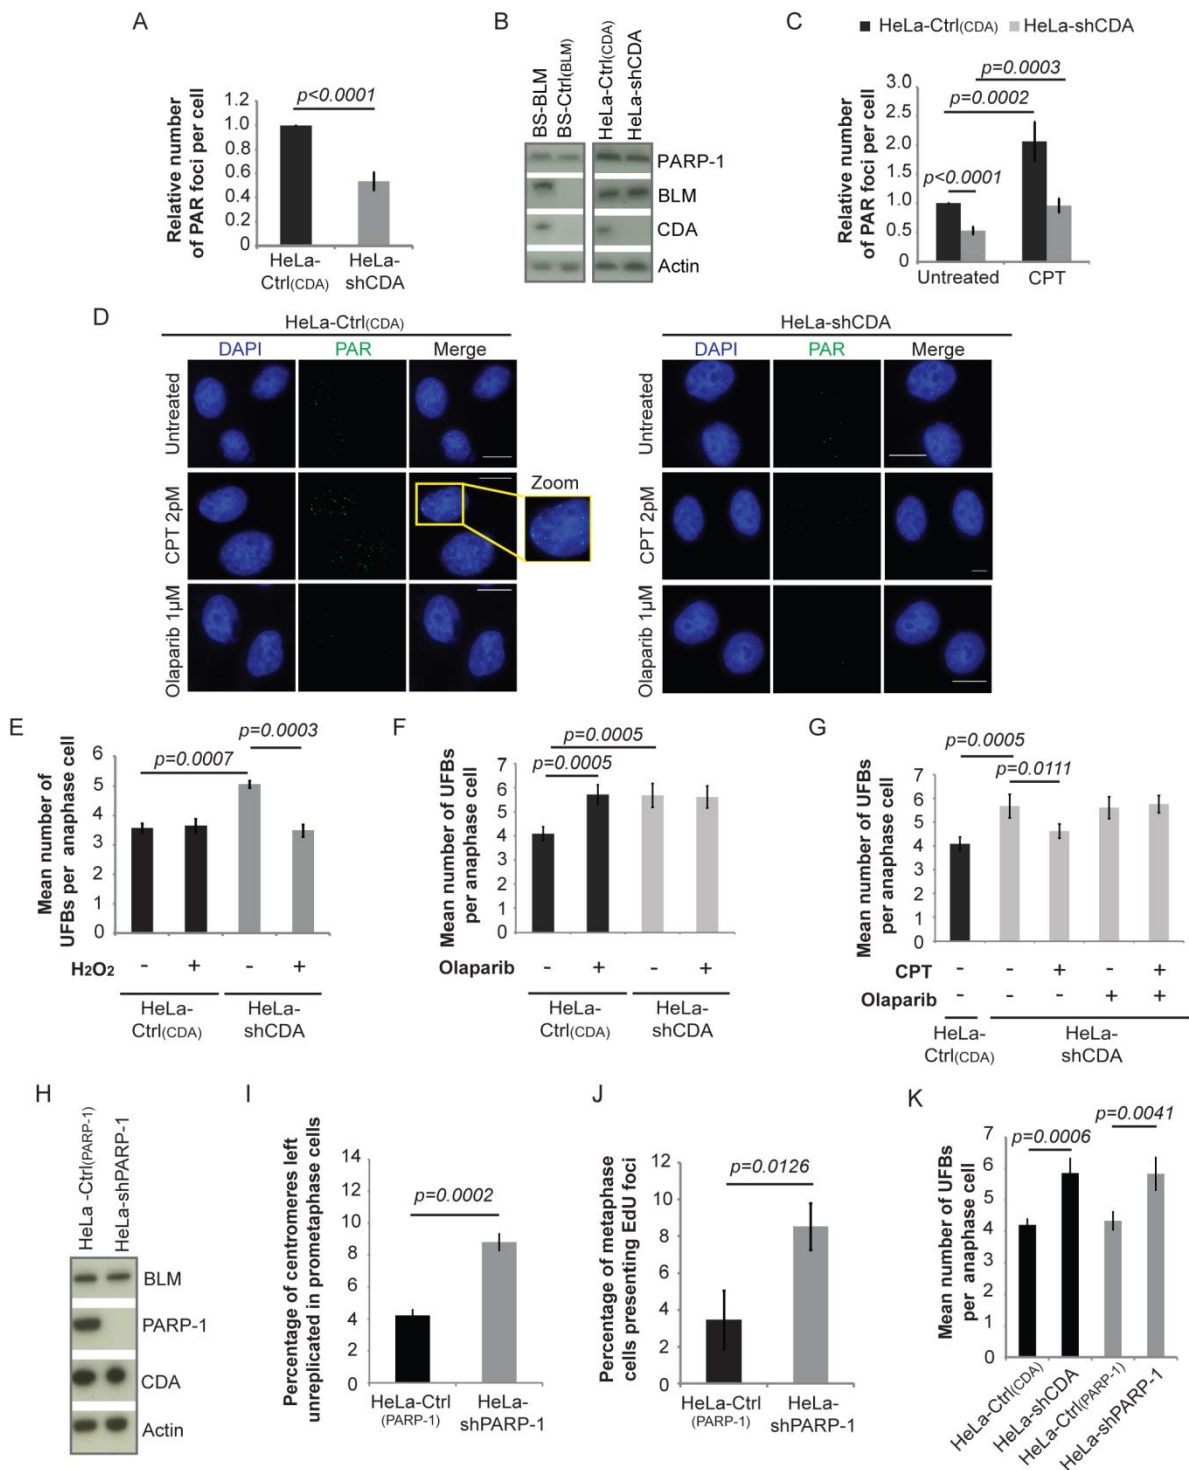 A
Relative number
of PAR foci per cell
p<0.0001
1.2
1.0
0.8
0.6
0.4
0.2
0
HeLa-
Ctrl(CDA)
HeLa-
shCDA
B
BS-BLM
BS-Ctrl(BLM)
HeLa-Ctrl(CDA)
HeLa-shCDA
PARP-1
BLM
CDA
Actin
C
HeLa-Ctrl(CDA)
HeLa-shCDA
Relative number
of PAR foci per cell
p=0.0003
p=0.0002
p<0.0001
3.0
2.5
2.0
1.5
1.0
0.5
0
Untreated
CPT
D
HeLa-Ctrl(CDA)
DAPI
PAR
Merge
Untreated
CPT 2pM
Olaparib 1µM
Zoom
HeLa-shCDA
DAPI
PAR
Merge
Untreated
CPT 2pM
Olaparib 1µM
E
Mean number of
UFBs per anaphase cell
p=0.0003
p=0.0007
6
5
4
3
2
1
0
H2O2
- + - +
HeLa-
Ctrl(CDA)
HeLa-
shCDA
F
Mean number of UFBs
per anaphase cell
p=0.0005
p=0.0005
7
6
5
4
3
2
1
0
Olaparib
- + - +
HeLa-
Ctrl(CDA)
HeLa-
shCDA
G
Mean number of UFBs
per anaphase cell
p=0.0005
p=0.0111
7
6
5
4
3
2
1
0
CPT
- - + - +
Olaparib
- - - + +
HeLa-
Ctrl(CDA)
HeLa-
shCDA
H
HeLa -Ctrl(PARP-1)
HeLa-shPARP-1
BLM
PARP-1
CDA
Actin
I
Percentage of centromeres left
unreplicated in prometaphase cells
p=0.0002
14
12
10
8
6
4
2
0
HeLa-Ctrl
(PARP-1)
HeLa-
shPARP-1
J
Percentage of metaphase
cells presenting EdU foci
p=0.0126
12
10
8
6
4
2
0
HeLa-Ctrl
(PARP-1)
HeLa-
shPARP-1
K
Mean number of UFBs
per anaphase cell
p=0.0041
p=0.0006
7
6
5
4
3
2
1
0
HeLa-Ctrl(CDA)
HeLa-shCDA
HeLa-Ctrl(PARP-1)
HeLa-shPARP-1